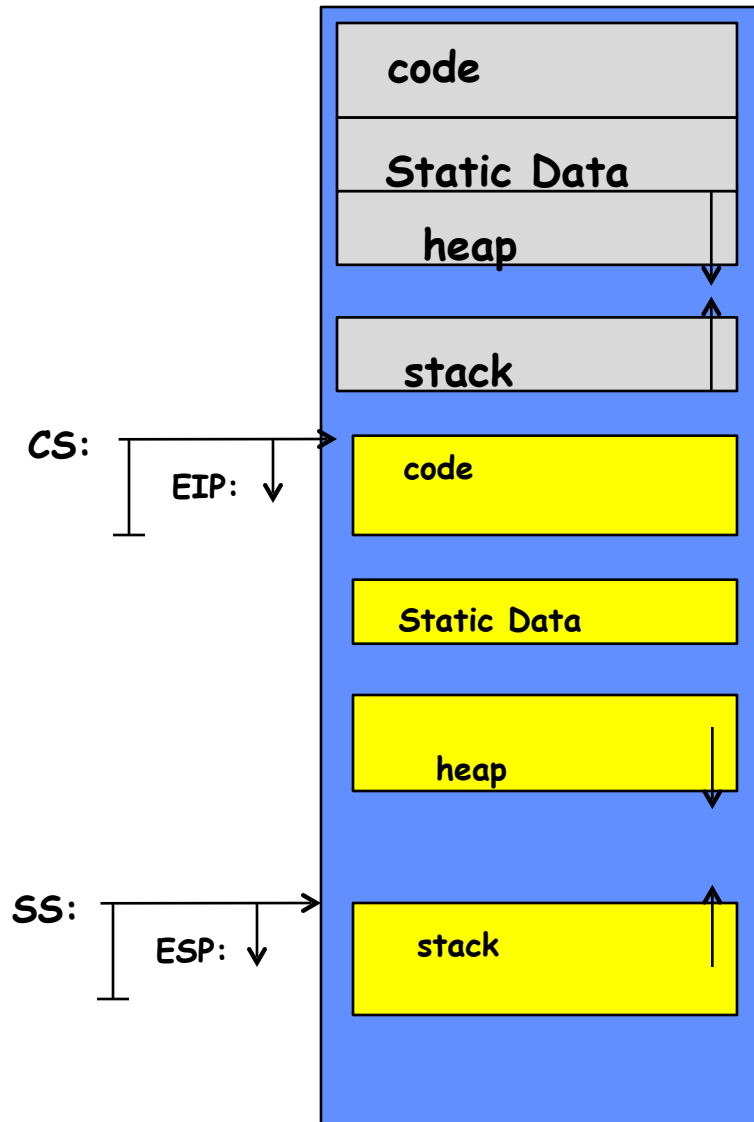 code
Static Data
heap
stack
CS:
code
EIP:
Static Data
heap
SS:
stack
ESP: